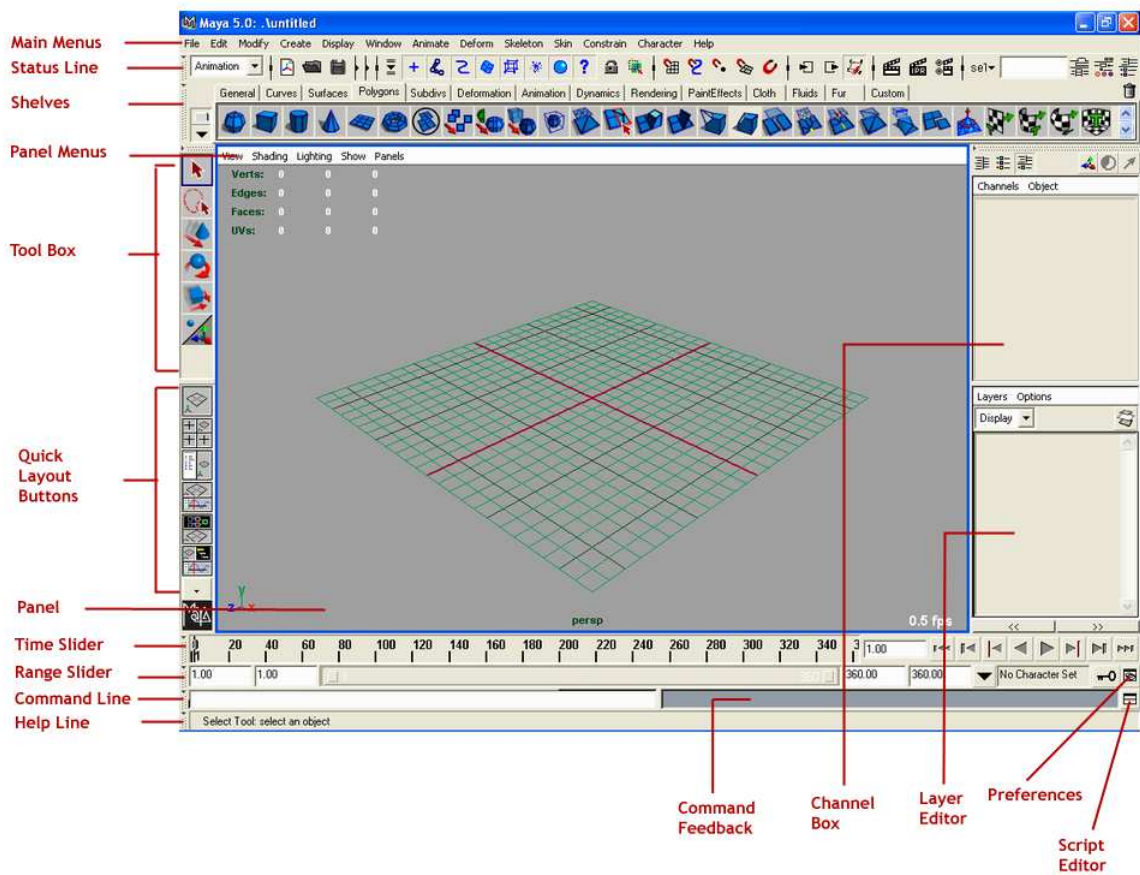 Maya 5.0: .\untitled
Main Menus
File Edit Modify Create Display Window Animate Deform Skeleton Skin Constrain Character Help
Status Line
Animation
sel
Shelves
General Curves Surfaces Polygons Subdivs Deformation Animation Dynamics Rendering PaintEffects Cloth Fluids Fur Custom
Panel Menus
View Shading Lighting Show Panels
Verts: 0 0 0
Edges: 0 0 0
Faces: 0 0 0
UVs: 0 0 0
Channels Object
Tool Box
Layers Options
Display
Quick
Layout
Buttons
Panel
y
z x
persp
0.5 fps
Maya
<< >>
Time Slider
0 20 40 60 80 100 120 140 160 180 200 220 240 260 280 300 320 340 3 1.00
Range Slider
1.00 1.00 360.00 360.00 No Character Set
Command Line
Help Line
Select Tool: select an object
Command
Feedback
Channel
Box
Layer
Editor
Preferences
Script
Editor